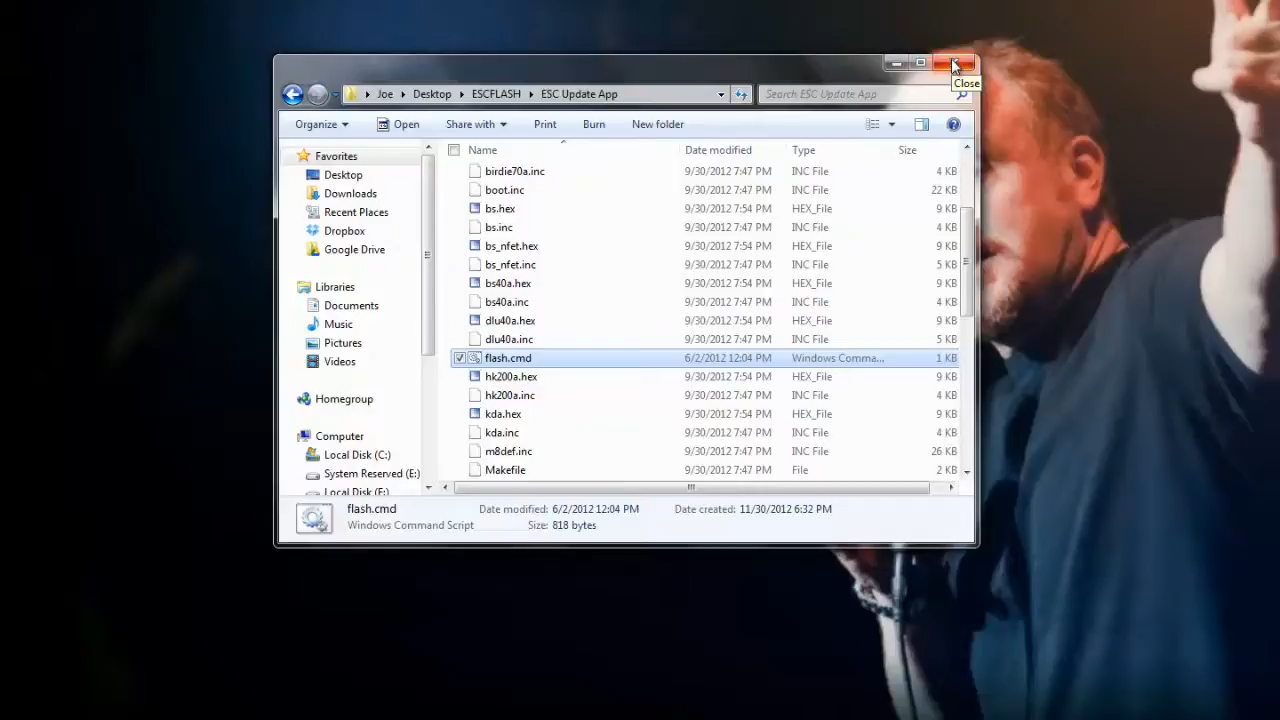 Close
Joe Desktop ESCFLASH ESC Update App Search ESC Update App
Organize Open Share with Print Burn New folder
Name Date modified Type Size
Favorites
Desktop
Downloads
Recent Places
Dropbox
Google Drive
Libraries
Documents
Music
Pictures
Videos
Homegroup
Computer
Local Disk (C:)
System Reserved (E:)
Local Disk (F:)
birdie70a.inc 9/30/2012 7:47 PM INC File 4 KB
boot.inc 9/30/2012 7:47 PM INC File 22 KB
bs.hex 9/30/2012 7:54 PM HEX_File 9 KB
bs.inc 9/30/2012 7:47 PM INC File 4 KB
bs_nfet.hex 9/30/2012 7:54 PM HEX_File 9 KB
bs_nfet.inc 9/30/2012 7:47 PM INC File 5 KB
bs40a.hex 9/30/2012 7:54 PM HEX_File 9 KB
bs40a.inc 9/30/2012 7:47 PM INC File 4 KB
dlu40a.hex 9/30/2012 7:54 PM HEX_File 9 KB
dlu40a.inc 9/30/2012 7:47 PM INC File 5 KB
flash.cmd 6/2/2012 12:04 PM Windows Comma... 1 KB
hk200a.hex 9/30/2012 7:54 PM HEX_File 9 KB
hk200a.inc 9/30/2012 7:47 PM INC File 4 KB
kda.hex 9/30/2012 7:54 PM HEX_File 9 KB
kda.inc 9/30/2012 7:47 PM INC File 4 KB
m8def.inc 9/30/2012 7:47 PM INC File 26 KB
Makefile 9/30/2012 7:47 PM File 2 KB
flash.cmd Date modified: 6/2/2012 12:04 PM Date created: 11/30/2012 6:32 PM
Windows Command Script Size: 818 bytes